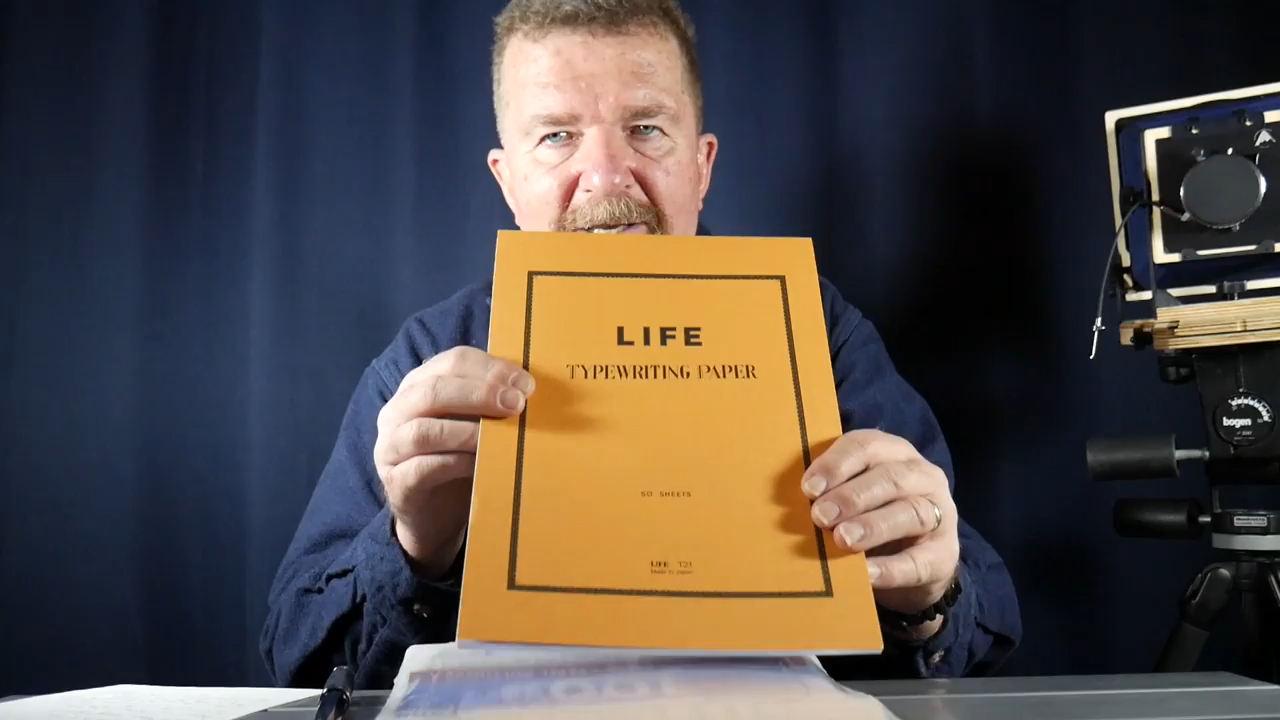 LIFE
TYPEWRITING PAPER
50 SHEETS
LIFE T21
Made in Japan
bogen